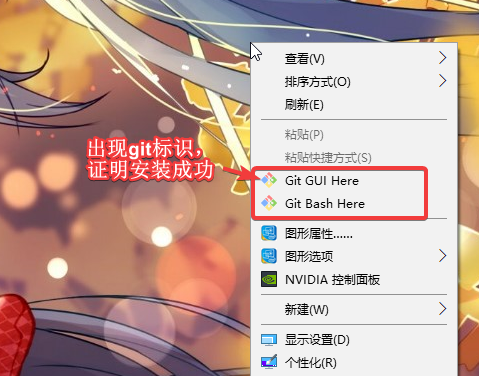 查看(V)
排序方式(O)
刷新(E)
粘贴(P)
粘贴快捷方式(S)
出现git标识，
证明安装成功
Git GUI Here
Git Bash Here
图形属性......
图形选项
NVIDIA 控制面板
新建(W)
显示设置(D)
个性化(R)